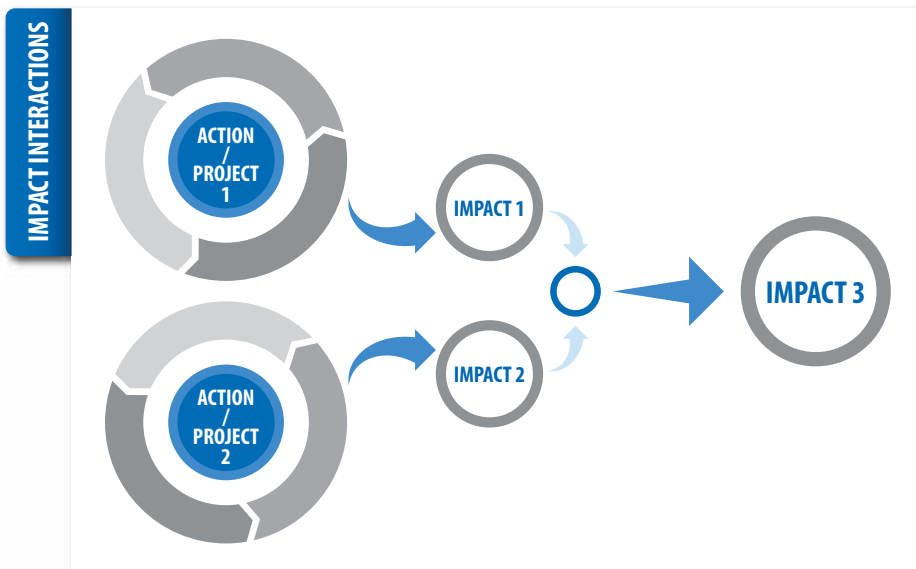 IMPACT INTERACTIONS
ACTION
/
PROJECT
1
IMPACT 1
IMPACT 3
IMPACT 2
ACTION
/
PROJECT
2